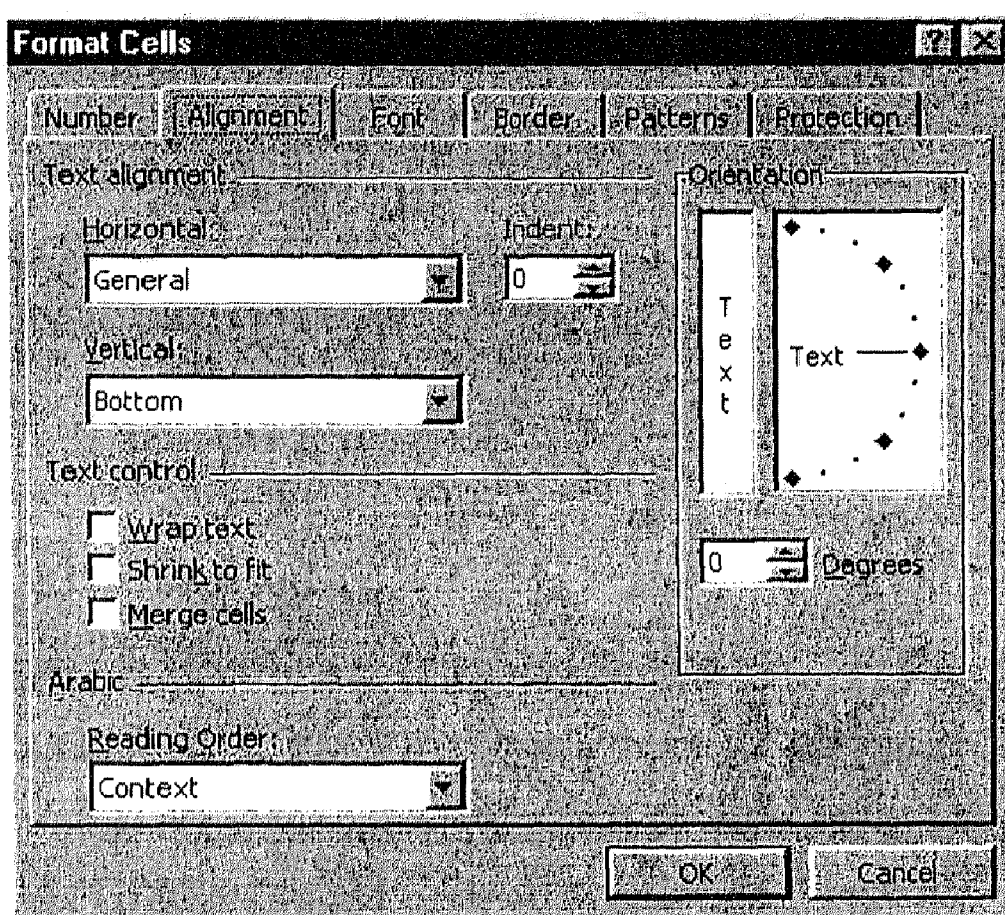 Format Cells
Number Alignment Font Border Patterns Protection
Text alignment
Horizontal:
General
Indent:
0
Vertical:
Bottom
Text control
Wrap text
Shrink to fit
Merge cells
Arabic
Reading Order:
Context
Orientation
Text
Text
0 Degrees
OK Cancel